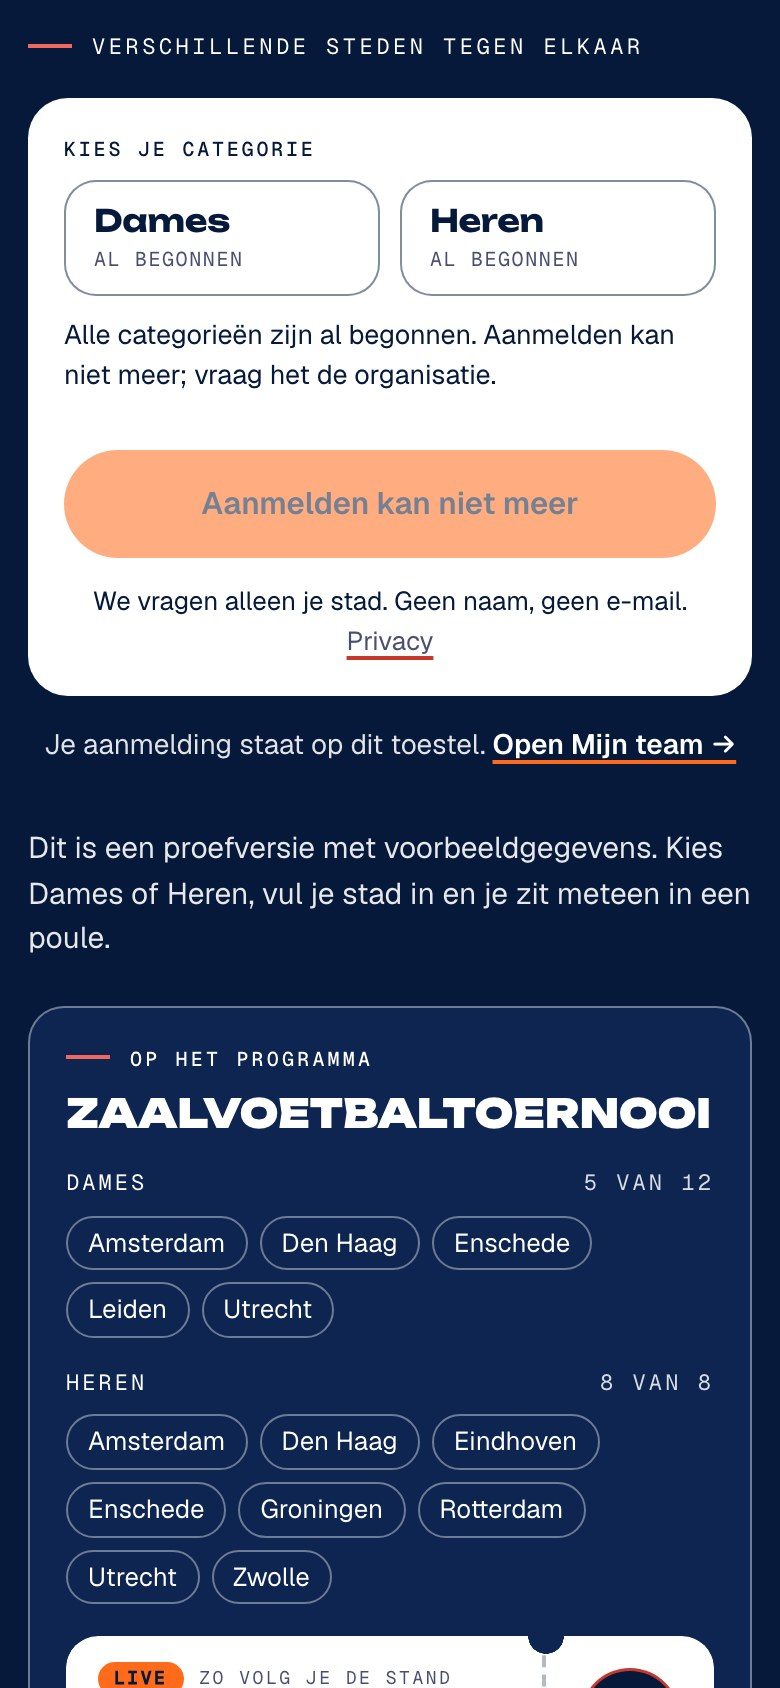 VERSCHILLENDE STEDEN TEGEN ELKAAR
KIES JE CATEGORIE
Dames
AL BEGONNEN
Heren
AL BEGONNEN
Alle categorieën zijn al begonnen. Aanmelden kan
niet meer; vraag het de organisatie.
Aanmelden kan niet meer
We vragen alleen je stad. Geen naam, geen e-mail.
Privacy
Je aanmelding staat op dit toestel. Open Mijn team →
Dit is een proefversie met voorbeeldgegevens. Kies
Dames of Heren, vul je stad in en je zit meteen in een
poule.
OP HET PROGRAMMA
ZAALVOETBALTOERNOOI
DAMES 5 VAN 12
Amsterdam Den Haag Enschede
Leiden Utrecht
HEREN 8 VAN 8
Amsterdam Den Haag Eindhoven
Enschede Groningen Rotterdam
Utrecht Zwolle
LIVE ZO VOLG JE DE STAND